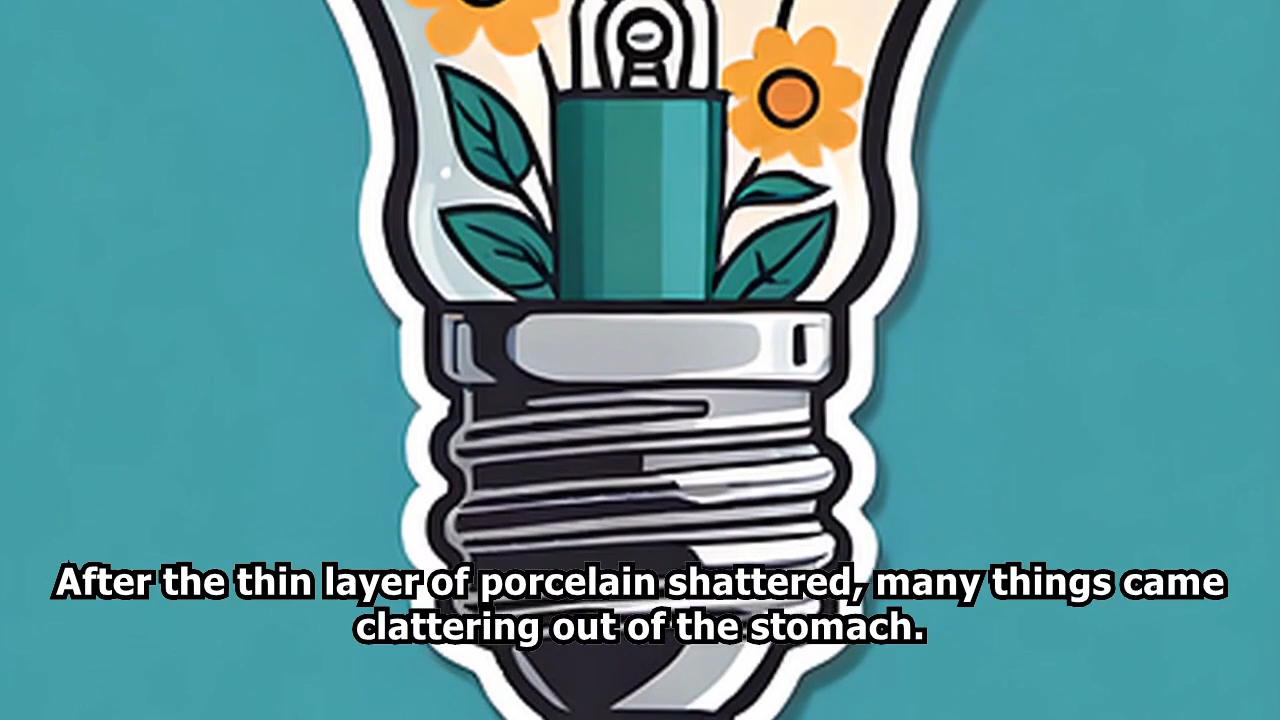 After the thin layer of porcelain shattered, many things came
clattering out of the stomach.